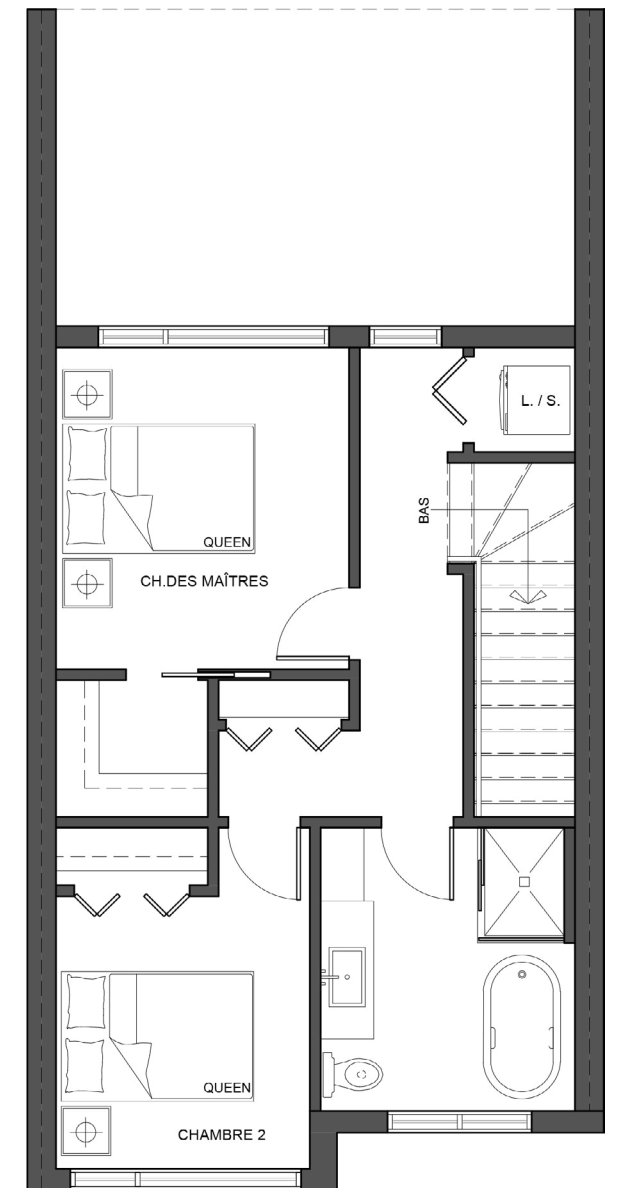 L. / S.
BAS
QUEEN
CH.DES MAÎTRES
QUEEN
CHAMBRE 2